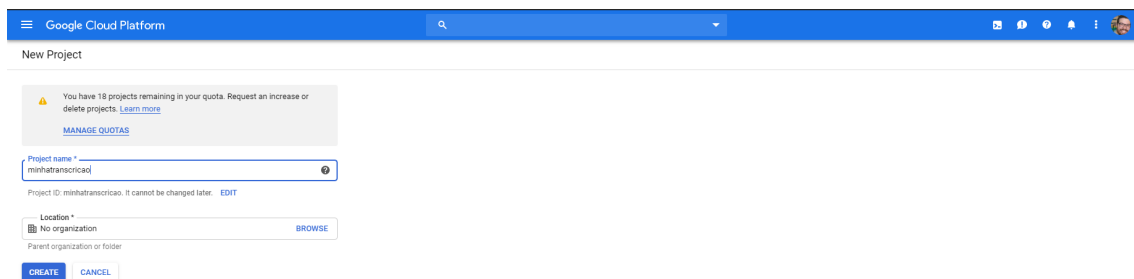 Google Cloud Platform
New Project
You have 18 projects remaining in your quota. Request an increase or
delete projects. Learn more
MANAGE QUOTAS
Project name *
minhatranscricao
Project ID: minhatranscricao. It cannot be changed later. EDIT
Location *
No organization BROWSE
Parent organization or folder
CREATE CANCEL